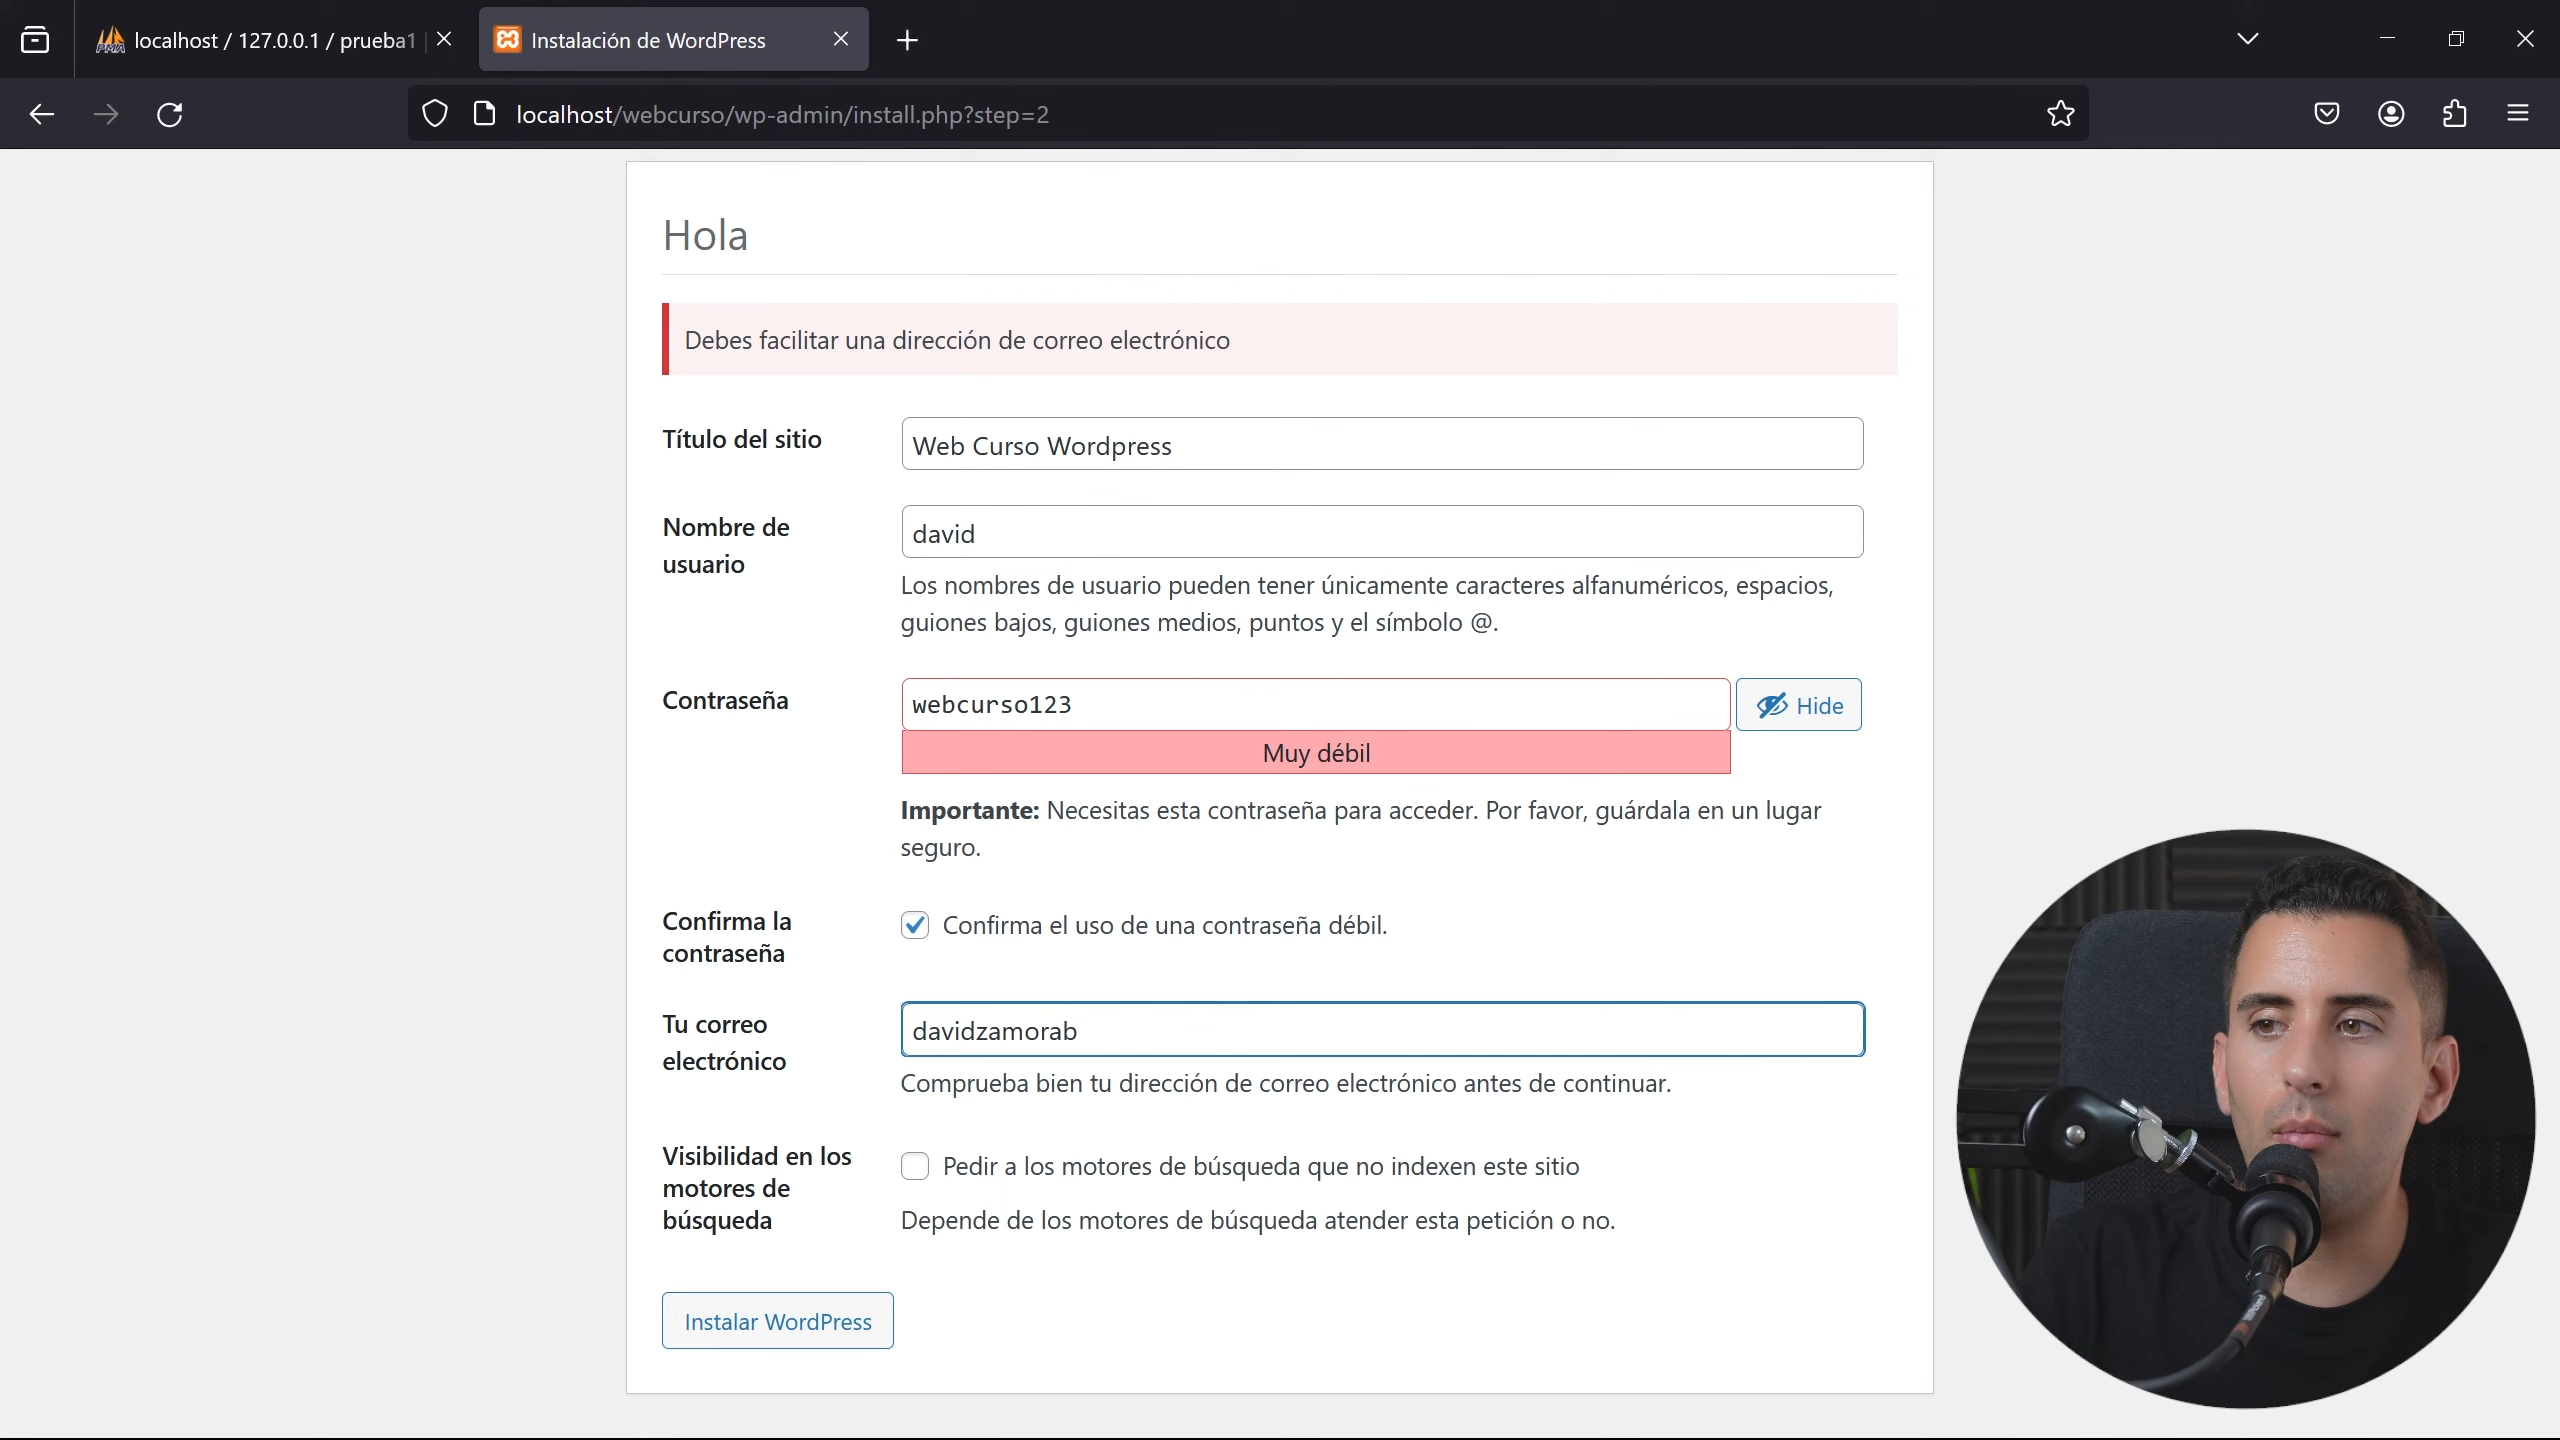 localhost / 127.0.0.1 / prueba1
Instalación de WordPress
localhost/webcurso/wp-admin/install.php?step=2
Hola
Debes facilitar una dirección de correo electrónico
Título del sitio
Web Curso Wordpress
Nombre de
usuario
david
Los nombres de usuario pueden tener únicamente caracteres alfanuméricos, espacios,
guiones bajos, guiones medios, puntos y el símbolo @.
Contraseña
webcurso123
Hide
Muy débil
Importante: Necesitas esta contraseña para acceder. Por favor, guárdala en un lugar
seguro.
Confirma la
contraseña
Confirma el uso de una contraseña débil.
Tu correo
electrónico
davidzamorab
Comprueba bien tu dirección de correo electrónico antes de continuar.
Visibilidad en los
motores de
búsqueda
Pedir a los motores de búsqueda que no indexen este sitio
Depende de los motores de búsqueda atender esta petición o no.
Instalar WordPress